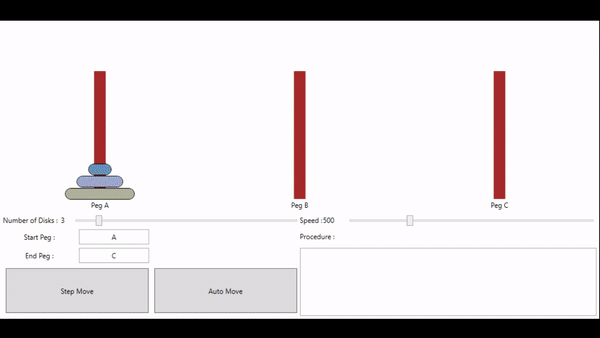 Peg A
Peg B
Peg C
Number of Disks : 3
Speed :500
Start Peg :
A
Procedure :
End Peg :
C
Step Move
Auto Move